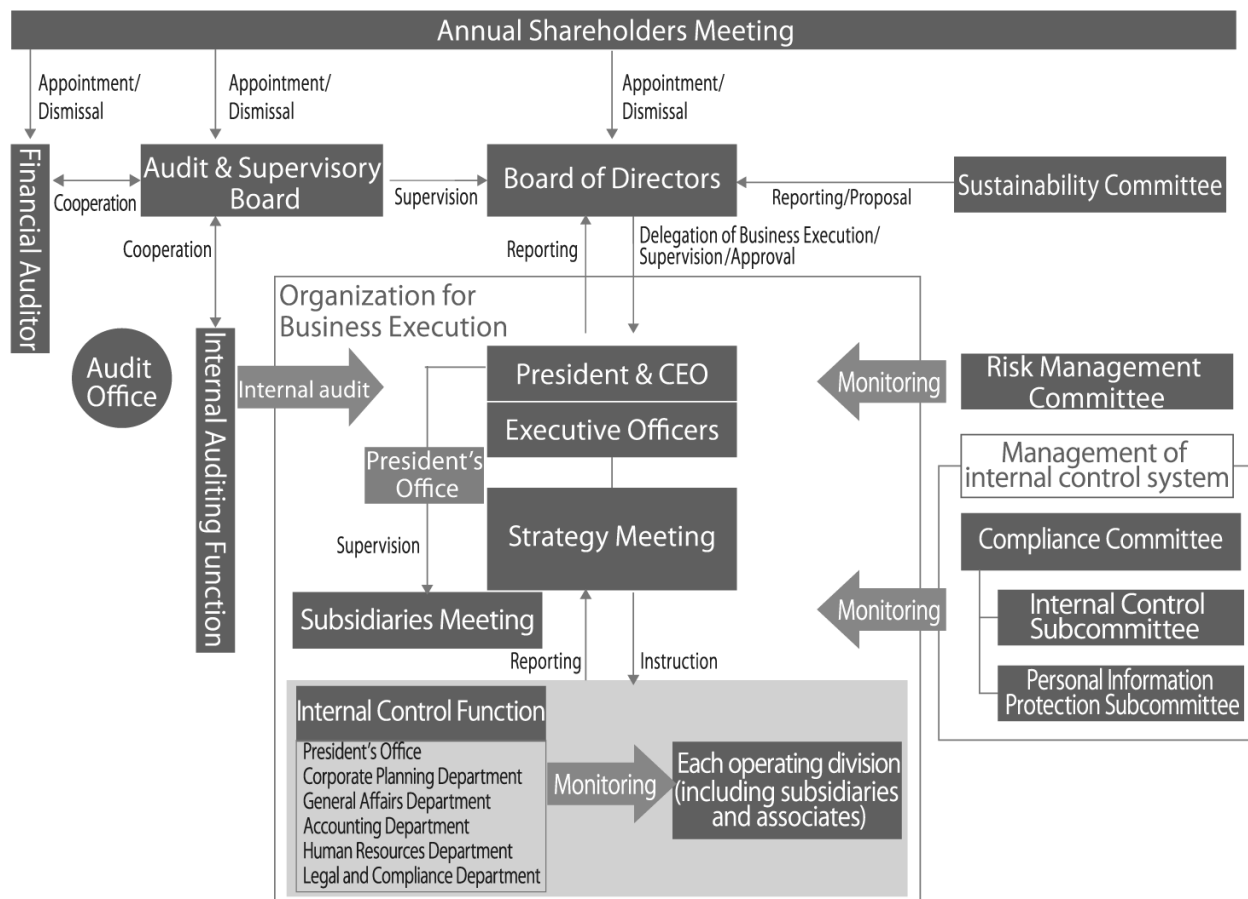 Annual Shareholders Meeting
Appointment/
Dismissal
Appointment/
Dismissal
Appointment/
Dismissal
Financial Auditor
Cooperation
Audit & Supervisory
Board
Supervision
Board of Directors
Reporting/Proposal
Sustainability Committee
Cooperation
Reporting
Delegation of Business Execution/
Supervision/Approval
Organization for
Business Execution
Audit
Office
Internal Auditing Function
Internal audit
President & CEO
Executive Officers
Monitoring
Risk Management
Committee
President's
Office
Strategy Meeting
Management of
internal control system
Compliance Committee
Supervision
Subsidiaries Meeting
Monitoring
Internal Control
Subcommittee
Personal Information
Protection Subcommittee
Reporting
Instruction
Internal Control Function
President's Office
Corporate Planning Department
General Affairs Department
Accounting Department
Human Resources Department
Legal and Compliance Department
Monitoring
Each operating division
(including subsidiaries
and associates)